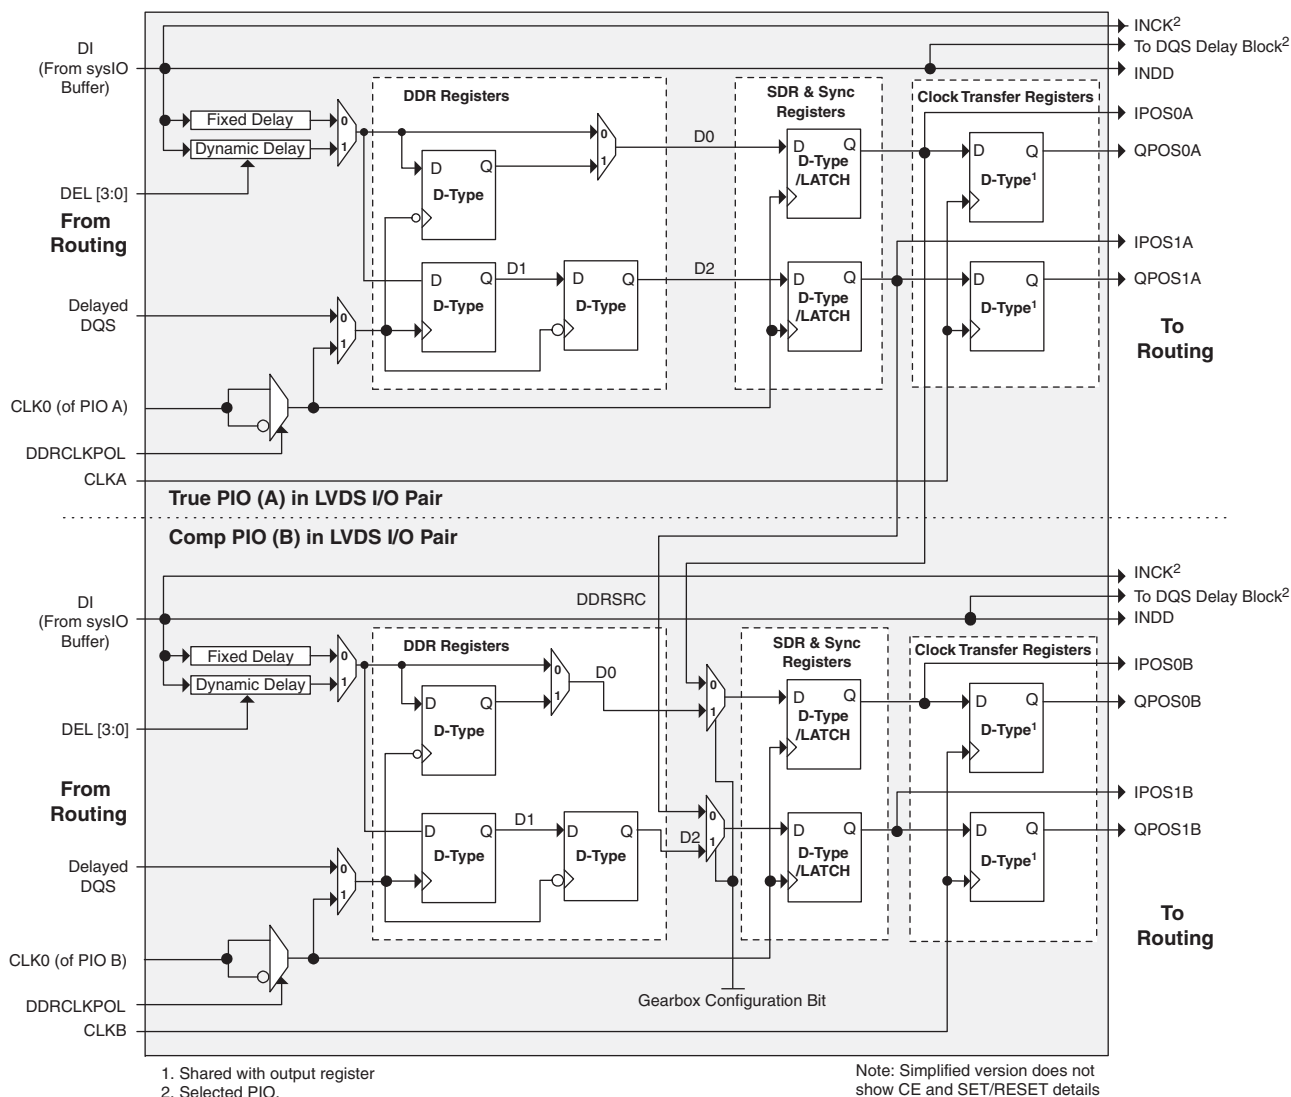 INCK2
DI
(From sysIO
Buffer)
To DQS Delay Block2
INDD
DDR Registers
SDR & Sync
Registers
Clock Transfer Registers
IPOS0A
Fixed Delay
0
Dynamic Delay
1
0
1
D0
D
Q
D-Type
/LATCH
D
Q
D-Type1
QPOS0A
D
Q
D-Type
DEL [3:0]
From
Routing
IPOS1A
D
Q
D-Type
D1
D
Q
D-Type
D2
D
Q
D-Type
/LATCH
D
Q
D-Type1
QPOS1A
Delayed
DQS
0
1
To
Routing
CLK0 (of PIO A)
DDRCLKPOL
CLKA
True PIO (A) in LVDS I/O Pair
Comp PIO (B) in LVDS I/O Pair
INCK2
DI
(From sysIO
Buffer)
DDRSRC
To DQS Delay Block2
INDD
DDR Registers
SDR & Sync
Registers
Clock Transfer Registers
IPOS0B
Fixed Delay
0
Dynamic Delay
1
0
1
D0
0
1
D
Q
D-Type
/LATCH
D
Q
D-Type1
QPOS0B
D
Q
D-Type
DEL [3:0]
From
Routing
IPOS1B
D
Q
D-Type
D1
D
Q
D-Type
D2
0
1
D
Q
D-Type
/LATCH
D
Q
D-Type1
QPOS1B
Delayed
DQS
0
1
To
Routing
CLK0 (of PIO B)
Gearbox Configuration Bit
DDRCLKPOL
CLKB
1. Shared with output register
2. Selected PIO.
Note: Simplified version does not
show CE and SET/RESET details